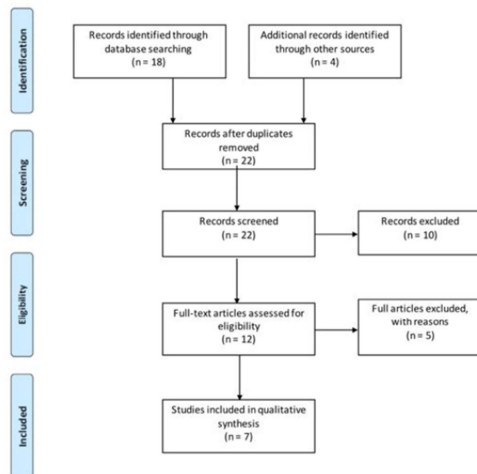 Identification
Records identified through
database searching
(n = 18)
Additional records identified
through other sources
(n = 4)
Screening
Records after duplicates
removed
(n = 22)
Records screened
(n = 22)
Records excluded
(n = 10)
Eligibility
Full-text articles assessed for
eligibility
(n = 12)
Full articles excluded,
with reasons
(n = 5)
Included
Studies included in qualitative
synthesis
(n = 7)